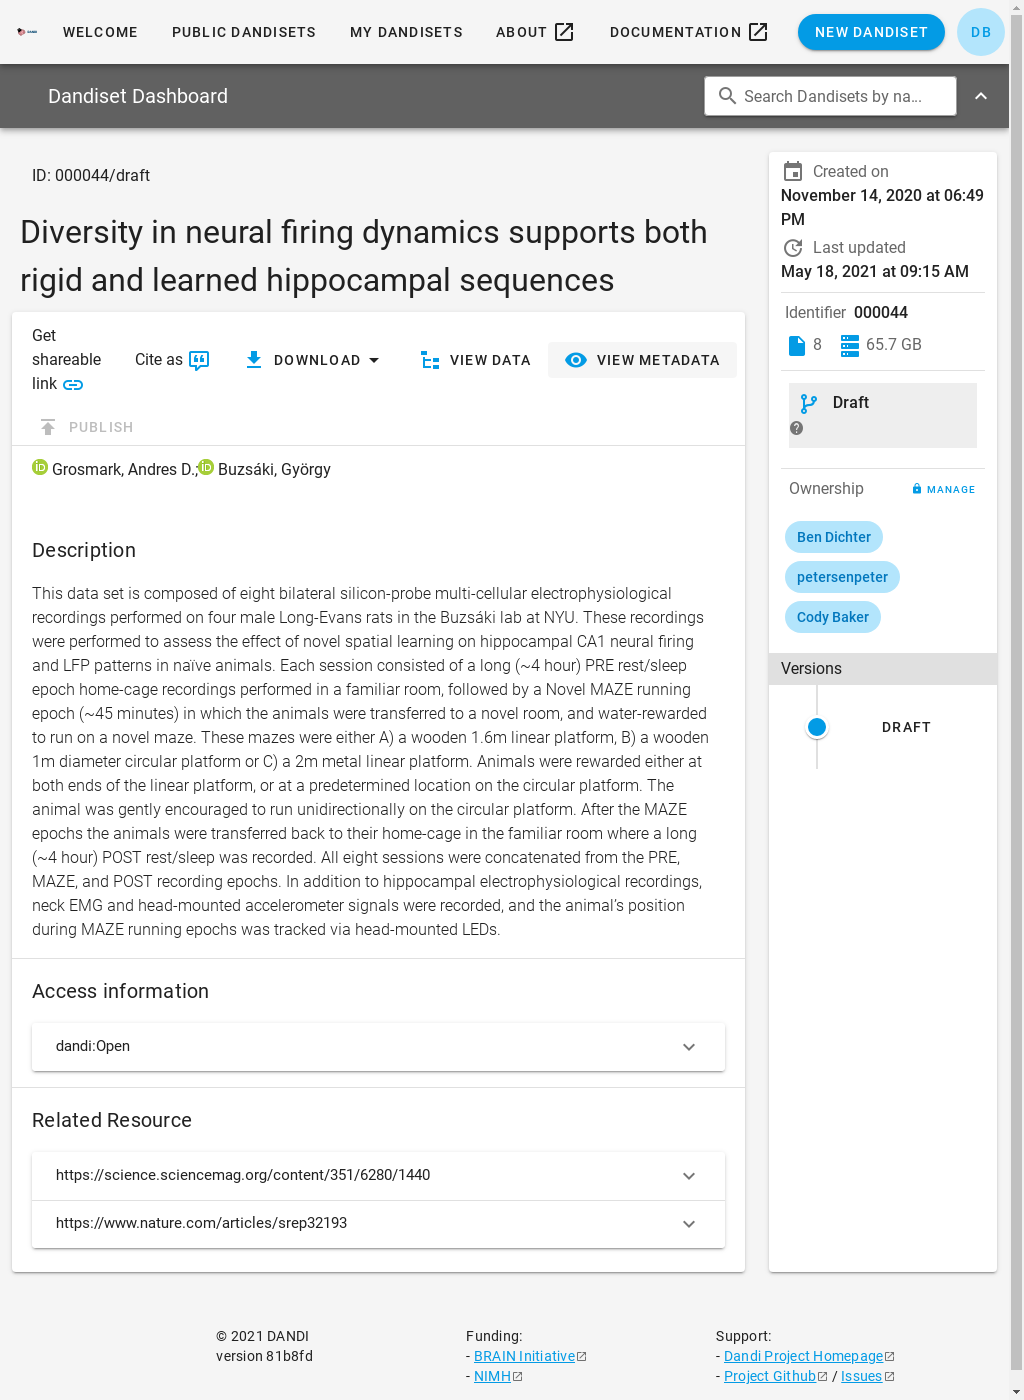 WELCOME PUBLIC DANDISETS MY DANDISETS ABOUT DOCUMENTATION NEW DANDISET DB
Dandiset Dashboard
Search Dandisets by na...
ID: 000044/draft
Diversity in neural firing dynamics supports both
rigid and learned hippocampal sequences
Get
shareable
link
Cite as
DOWNLOAD
VIEW DATA
VIEW METADATA
PUBLISH
Grosmark, Andres D.; Buzsáki, György
Description
This data set is composed of eight bilateral silicon-probe multi-cellular electrophysiological
recordings performed on four male Long-Evans rats in the Buzsáki lab at NYU. These recordings
were performed to assess the effect of novel spatial learning on hippocampal CA1 neural firing
and LFP patterns in naïve animals. Each session consisted of a long (~4 hour) PRE rest/sleep
epoch home-cage recordings performed in a familiar room, followed by a Novel MAZE running
epoch (~45 minutes) in which the animals were transferred to a novel room, and water-rewarded
to run on a novel maze. These mazes were either A) a wooden 1.6m linear platform, B) a wooden
1m diameter circular platform or C) a 2m metal linear platform. Animals were rewarded either at
both ends of the linear platform, or at a predetermined location on the circular platform. The
animal was gently encouraged to run unidirectionally on the circular platform. After the MAZE
epochs the animals were transferred back to their home-cage in the familiar room where a long
(~4 hour) POST rest/sleep was recorded. All eight sessions were concatenated from the PRE,
MAZE, and POST recording epochs. In addition to hippocampal electrophysiological recordings,
neck EMG and head-mounted accelerometer signals were recorded, and the animal's position
during MAZE running epochs was tracked via head-mounted LEDs.
Access information
dandi:Open
Related Resource
https://science.sciencemag.org/content/351/6280/1440
https://www.nature.com/articles/srep32193
Created on
November 14, 2020 at 06:49
PM
Last updated
May 18, 2021 at 09:15 AM
Identifier 000044
8 65.7 GB
Draft
Ownership MANAGE
Ben Dichter
petersenpeter
Cody Baker
Versions
DRAFT
© 2021 DANDI
version 81b8fd
Funding:
- BRAIN Initiative
- NIMH
Support:
- Dandi Project Homepage
- Project Github / Issues